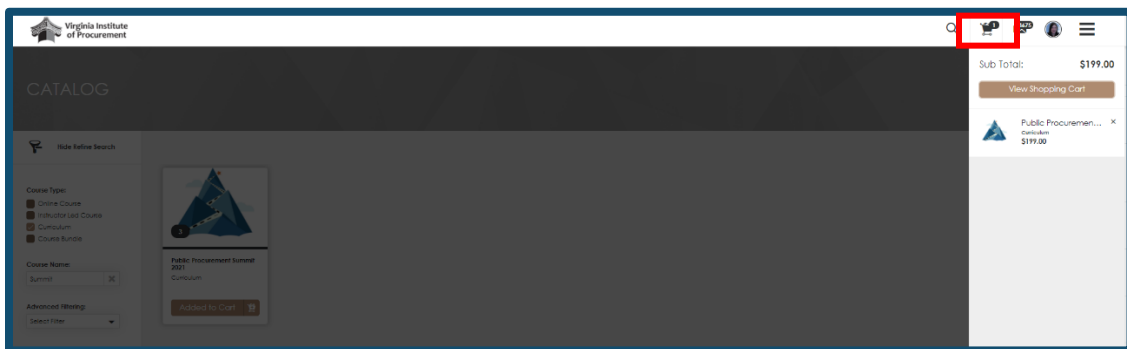 Virginia Institute
of Procurement
1
Sub Total: $199.00
View Shopping Cart
CATALOG
Public Procuremen... ×
Curriculum
$199.00
Hide Refine Search
Course Type:
Online Course
Instructor Led Course
Curriculum
Course Bundle
3
Public Procurement Summit
2021
Curriculum
Course Name:
Summit
Added to Cart
Advanced Filtering:
Select Filter